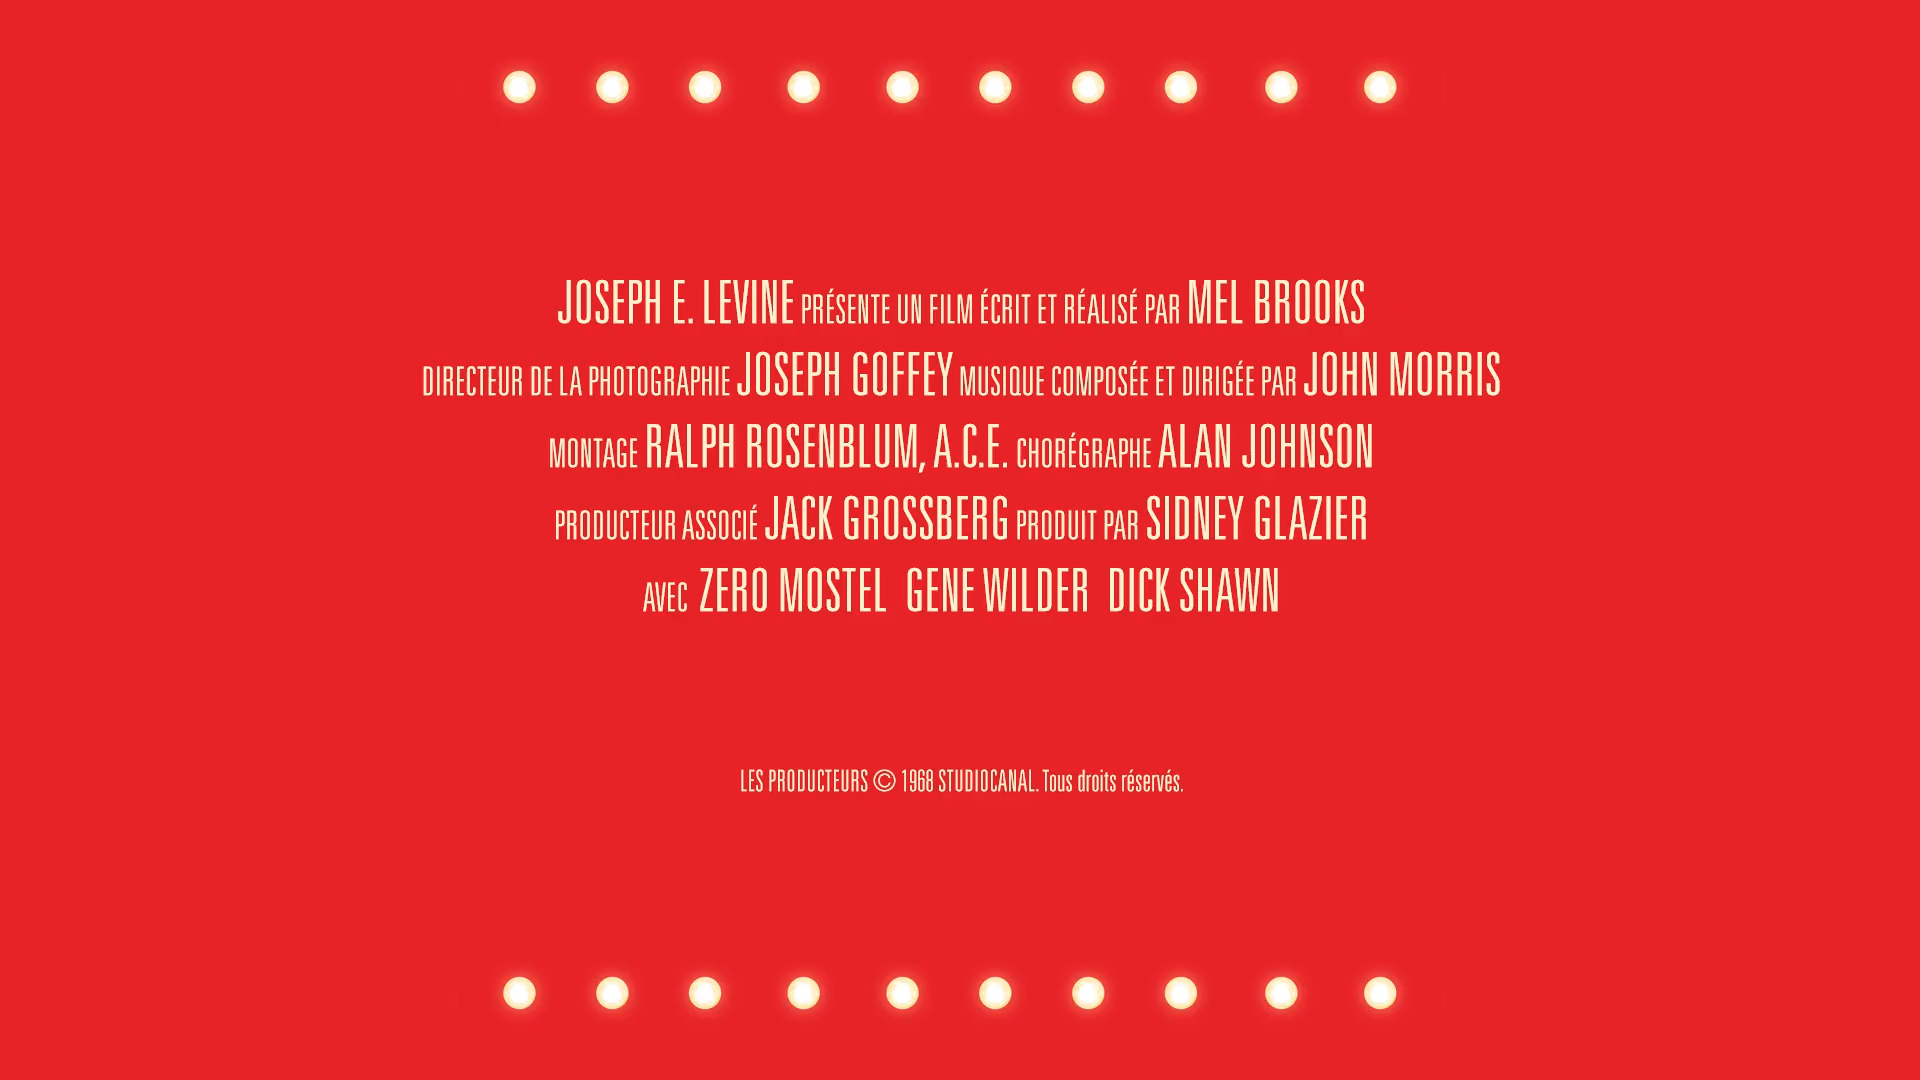 JOSEPH E. LEVINE PRÉSENTE UN FILM ÉCRIT ET RÉALISÉ PAR MEL BROOKS
DIRECTEUR DE LA PHOTOGRAPHIE JOSEPH GOFFEY MUSIQUE COMPOSÉE ET DIRIGÉE PAR JOHN MORRIS
MONTAGE RALPH ROSENBLUM, A.C.E. CHORÉGRAPHE ALAN JOHNSON
PRODUCTEUR ASSOCIÉ JACK GROSSBERG PRODUIT PAR SIDNEY GLAZIER
AVEC ZERO MOSTEL GENE WILDER DICK SHAWN
LES PRODUCTEURS © 1968 STUDIOCANAL. Tous droits réservés.